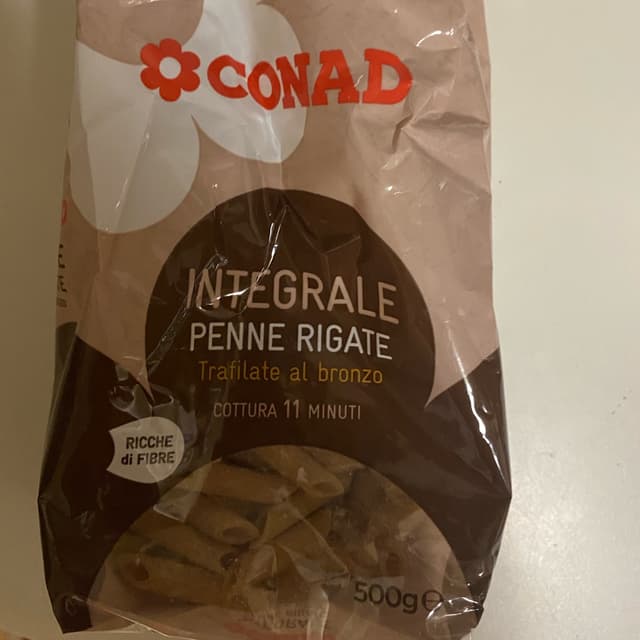 CONAD
INTEGRALE
PENNE RIGATE
Trafilate al bronzo
COTTURA 11 MINUTI
RICCHE
di FIBRE
500g℮